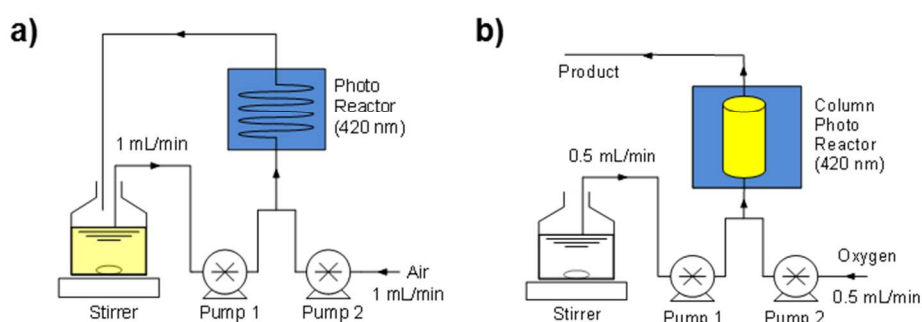 a)
Photo
Reactor
(420 nm)
1 mL/min
Air
1 mL/min
Stirrer
Pump 1
Pump 2
b)
Product
Column
Photo
Reactor
(420 nm)
0.5 mL/min
Oxygen
0.5 mL/min
Stirrer
Pump 1
Pump 2